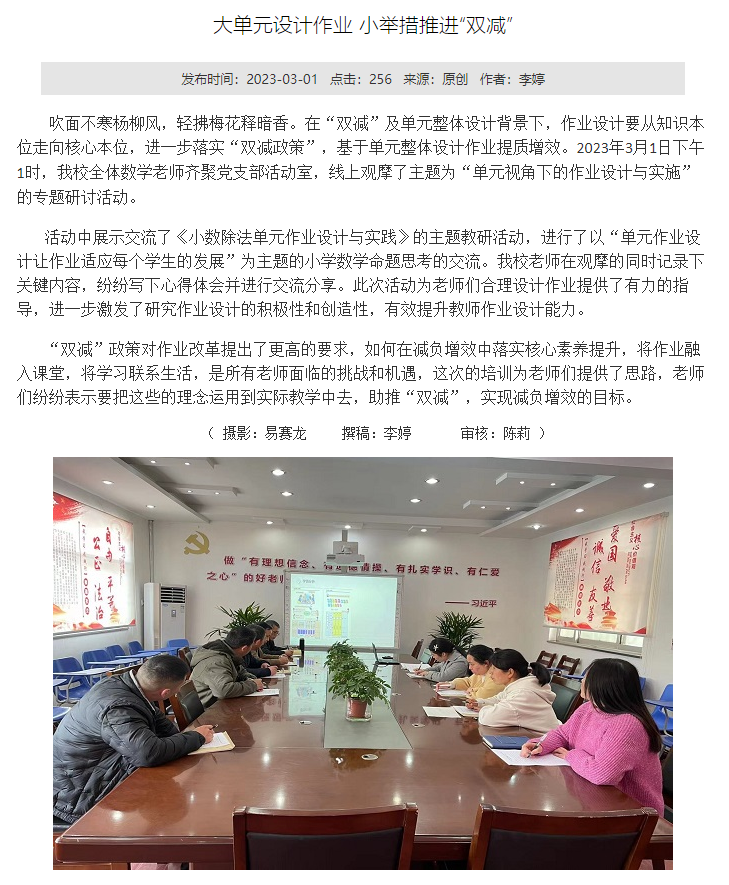 大单元设计作业 小举措推进“双减”
发布时间：2023-03-01 点击：256 来源：原创 作者：李婷
吹面不寒杨柳风，轻拂梅花释暗香。在“双减”及单元整体设计背景下，作业设计要从知识本
位走向核心本位，进一步落实“双减政策”，基于单元整体设计作业提质增效。2023年3月1日下午
1时，我校全体数学老师齐聚党支部活动室，线上观摩了主题为“单元视角下的作业设计与实施”
的专题研讨活动。
活动中展示交流了《小数除法单元作业设计与实践》的主题教研活动，进行了以“单元作业设
计让作业适应每个学生的发展”为主题的小学数学命题思考的交流。我校老师在观摩的同时记录下
关键内容，纷纷写下心得体会并进行交流分享。此次活动为老师们合理设计作业提供了有力的指
导，进一步激发了研究作业设计的积极性和创造性，有效提升教师作业设计能力。
“双减”政策对作业改革提出了更高的要求，如何在减负增效中落实核心素养提升，将作业融
入课堂，将学习联系生活，是所有老师面临的挑战和机遇，这次的培训为老师们提供了思路，老师
们纷纷表示要把这些的理念运用到实际教学中去，助推“双减”，实现减负增效的目标。
（ 摄影：易赛龙 撰稿：李婷 审核：陈莉 ）
做“有理想信念、有道德情操、有扎实学识、有仁爱
之心”的好老师
——习近平
自由 平等
公正 法治
爱国 敬业
诚信 友善